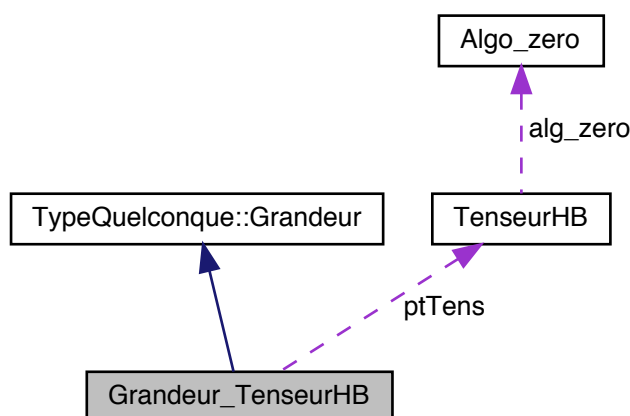 Algo_zero
alg_zero
TypeQuelconque::Grandeur
TenseurHB
ptTens
Grandeur_TenseurHB